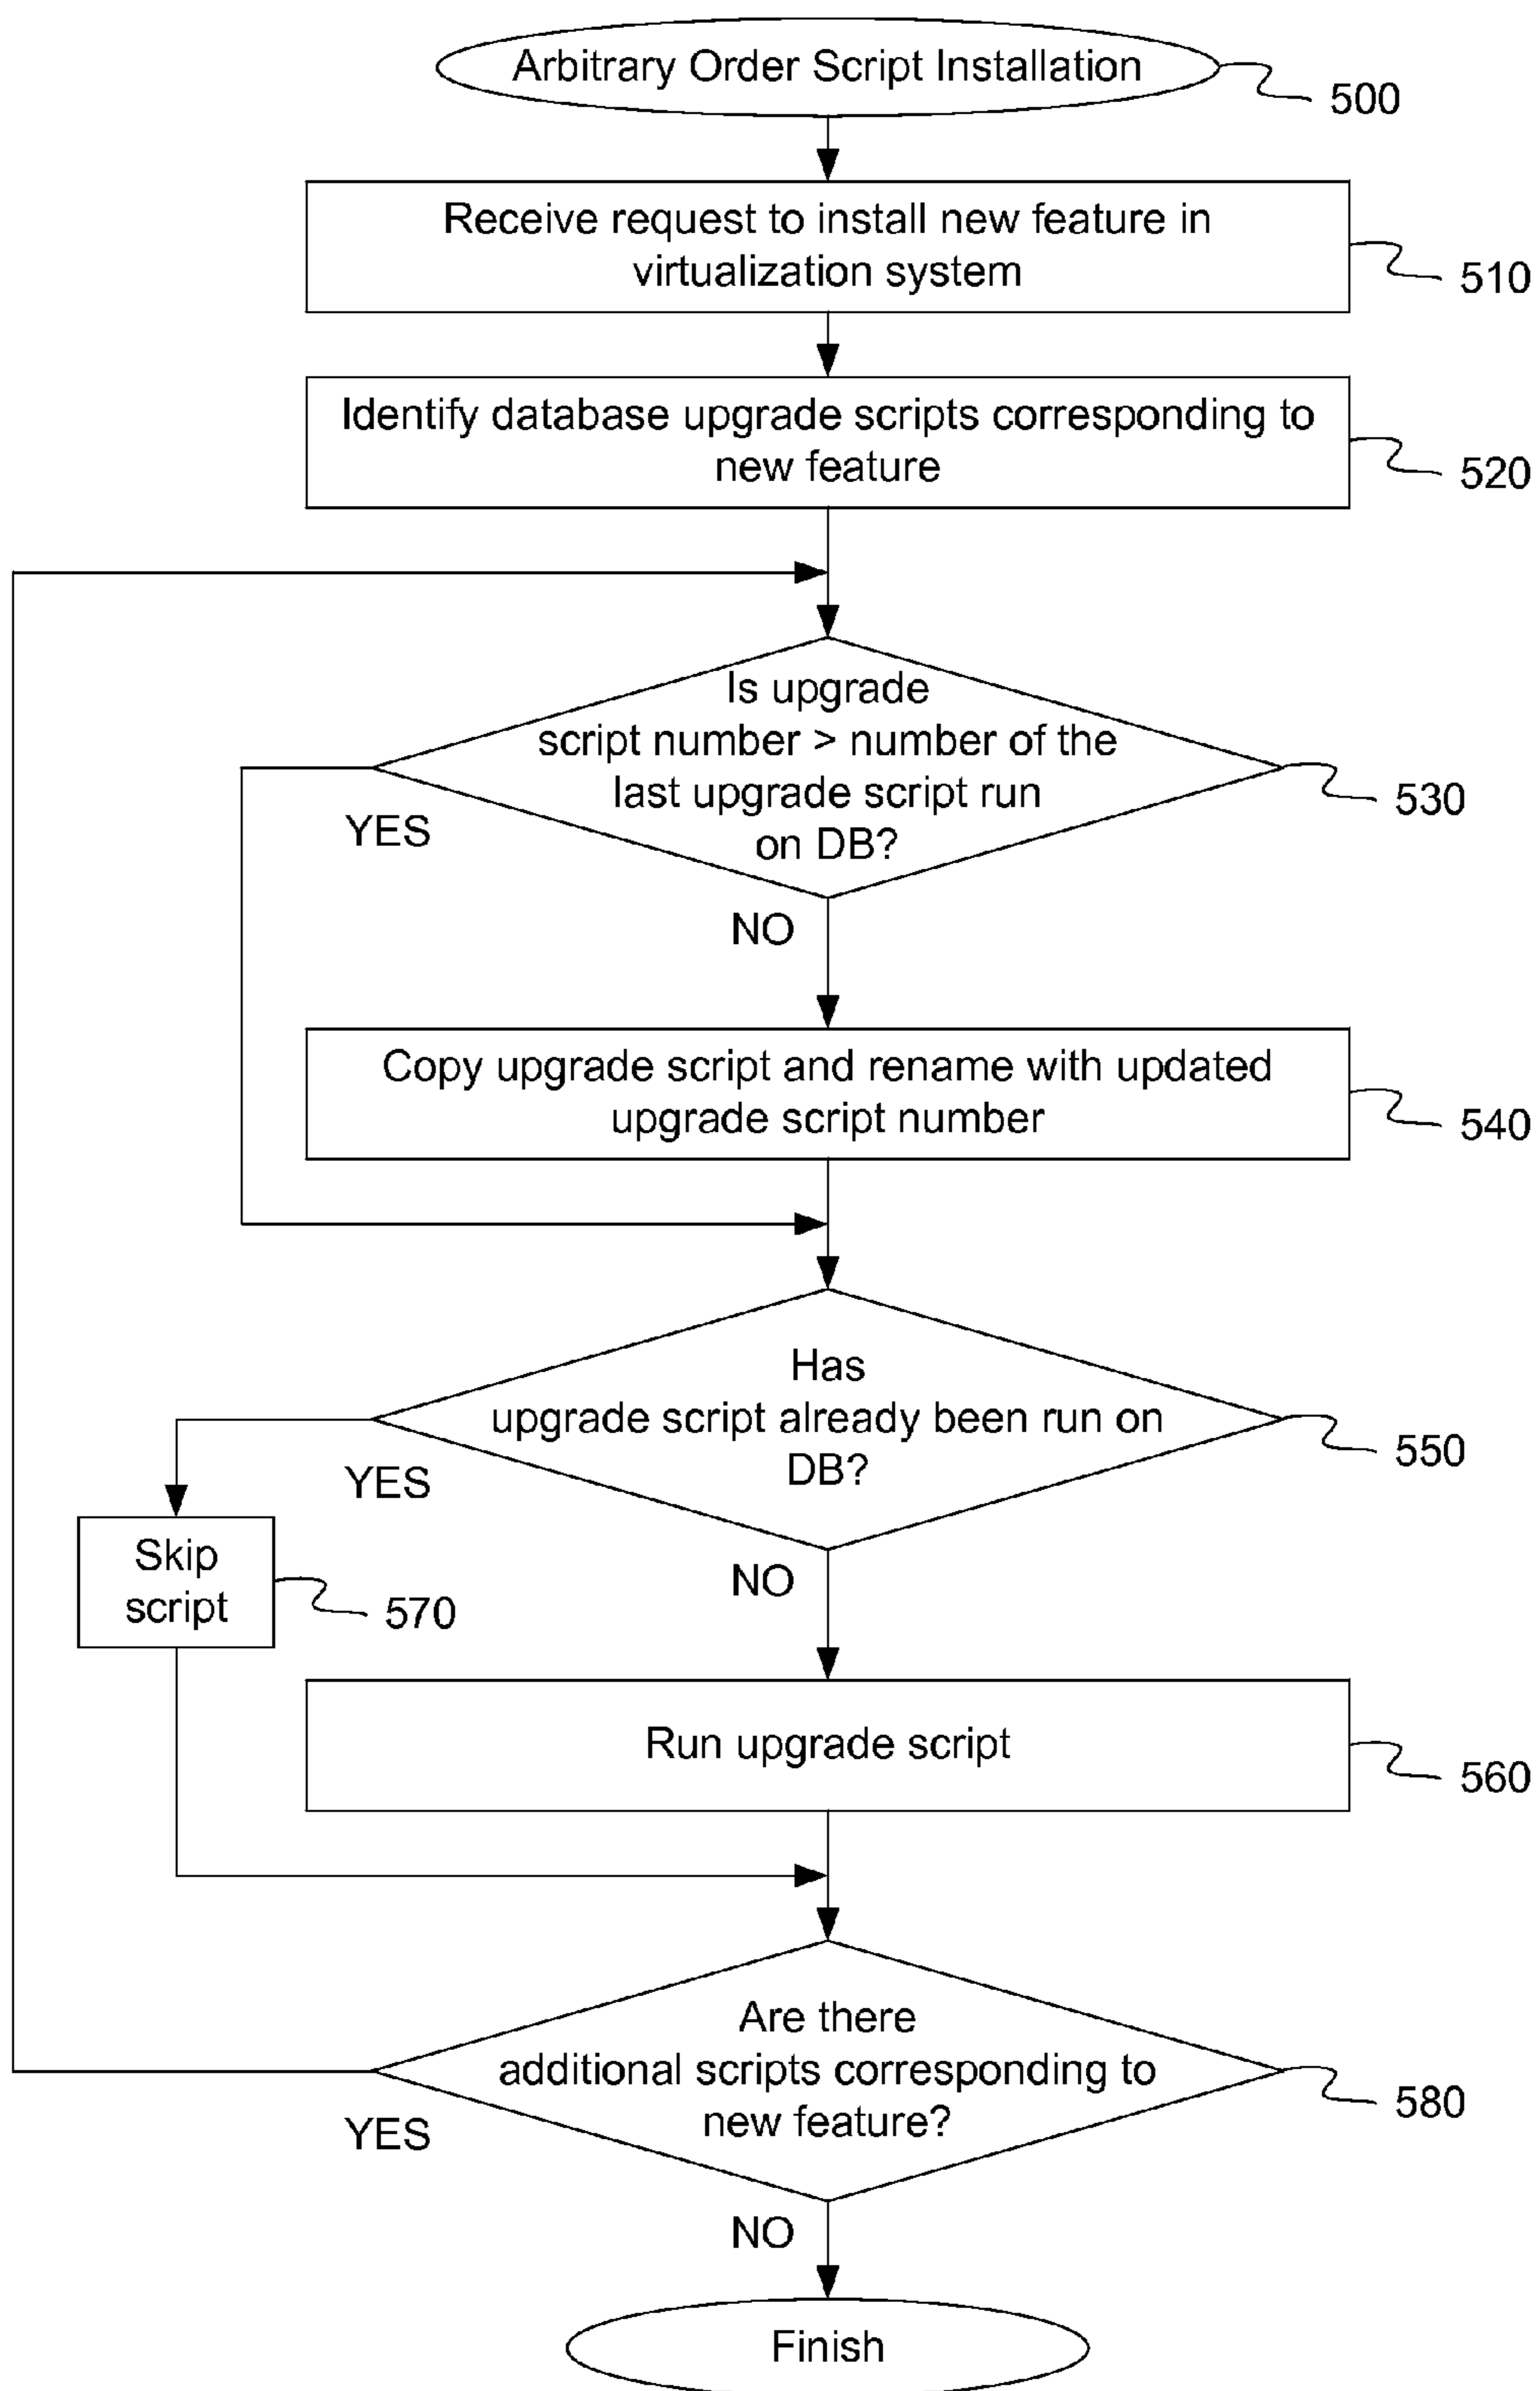 Arbitrary Order Script Installation
500
Receive request to install new feature in
virtualization system
510
Identify database upgrade scripts corresponding to
new feature
520
Is upgrade
script number > number of the
last upgrade script run
on DB?
530
YES
NO
Copy upgrade script and rename with updated
upgrade script number
540
Has
upgrade script already been run on
DB?
550
YES
NO
Skip
script
570
Run upgrade script
560
Are there
additional scripts corresponding to
new feature?
580
YES
NO
Finish